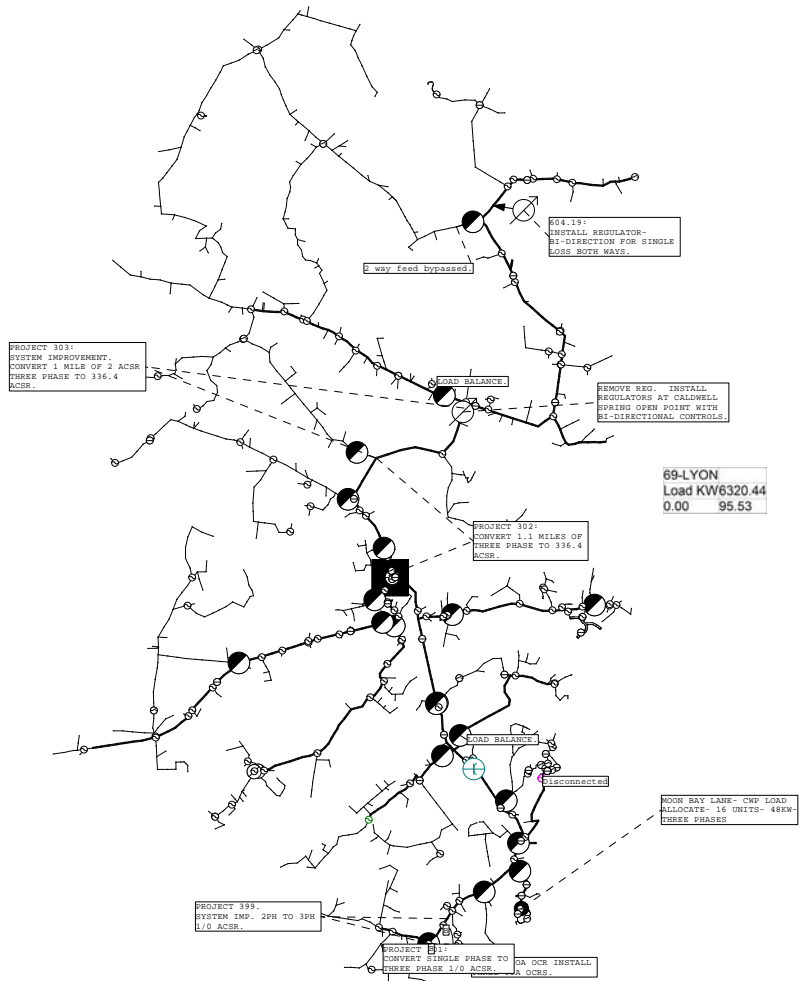 604.19:
INSTALL REGULATOR-
BI-DIRECTION FOR SINGLE
LOSS BOTH WAYS.
2 way feed bypassed.
PROJECT 303:
SYSTEM IMPROVEMENT.
CONVERT 1 MILE OF 2 ACSR
THREE PHASE TO 336.4
ACSR.
LOAD BALANCE.
REMOVE REG. INSTALL
REGULATORS AT CALDWELL
SPRING OPEN POINT WITH
BI-DIRECTIONAL CONTROLS.
69-LYON
Load KW6320.44
0.00 95.53
PROJECT 302:
CONVERT 1.1 MILES OF
THREE PHASE TO 336.4
ACSR.
LOAD BALANCE.
Disconnected
MOON BAY LANE- CWP LOAD
ALLOCATE- 16 UNITS- 48KW-
THREE PHASES
PROJECT 399.
SYSTEM IMP. 2PH TO 3PH
1/0 ACSR.
PROJECT
CONVERT SINGLE PHASE TO
THREE PHASE 1/0 ACSR.
OA OCR INSTALL
OCRS.